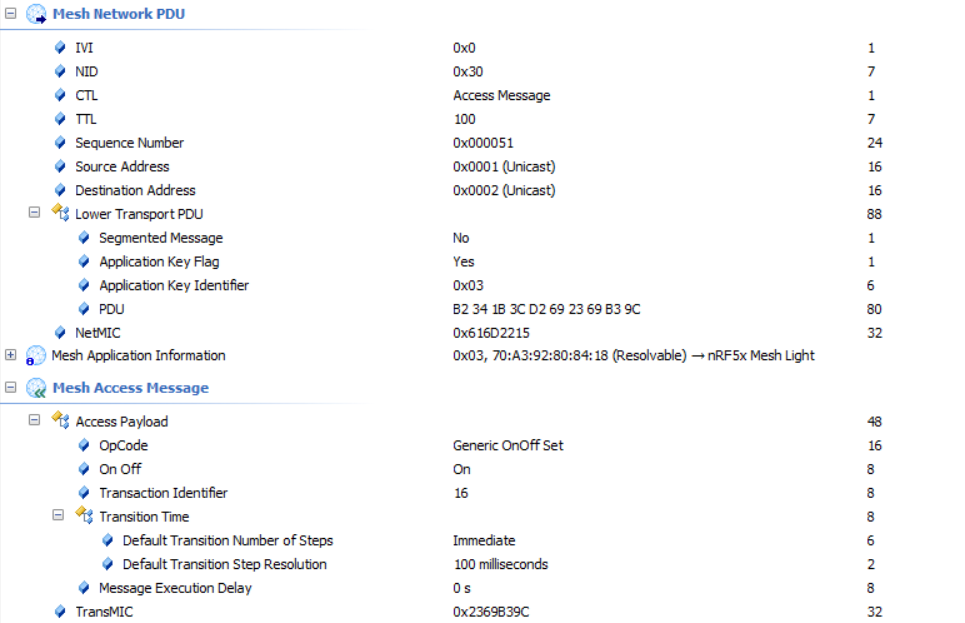 Mesh Network PDU
IVI 0x0 1
NID 0x30 7
CTL Access Message 1
TTL 100 7
Sequence Number 0x000051 24
Source Address 0x0001 (Unicast) 16
Destination Address 0x0002 (Unicast) 16
Lower Transport PDU 88
Segmented Message No 1
Application Key Flag Yes 1
Application Key Identifier 0x03 6
PDU B2 34 1B 3C D2 69 23 69 B3 9C 80
NetMIC 0x616D2215 32
Mesh Application Information 0x03, 70:A3:92:80:84:18 (Resolvable) → nRF5x Mesh Light
Mesh Access Message
Access Payload 48
OpCode Generic OnOff Set 16
On Off On 8
Transaction Identifier 16 8
Transition Time 8
Default Transition Number of Steps Immediate 6
Default Transition Step Resolution 100 milliseconds 2
Message Execution Delay 0 s 8
TransMIC 0x2369B39C 32